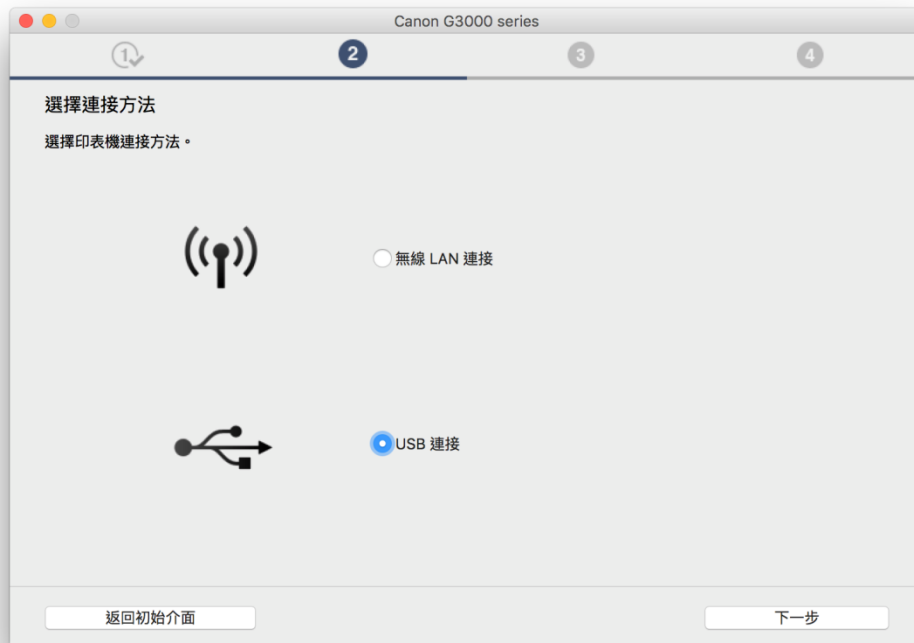 Canon G3000 series
1
2
3
4
選擇連接方法
選擇印表機連接方法。
無線 LAN 連接
USB 連接
返回初始介面
下一步